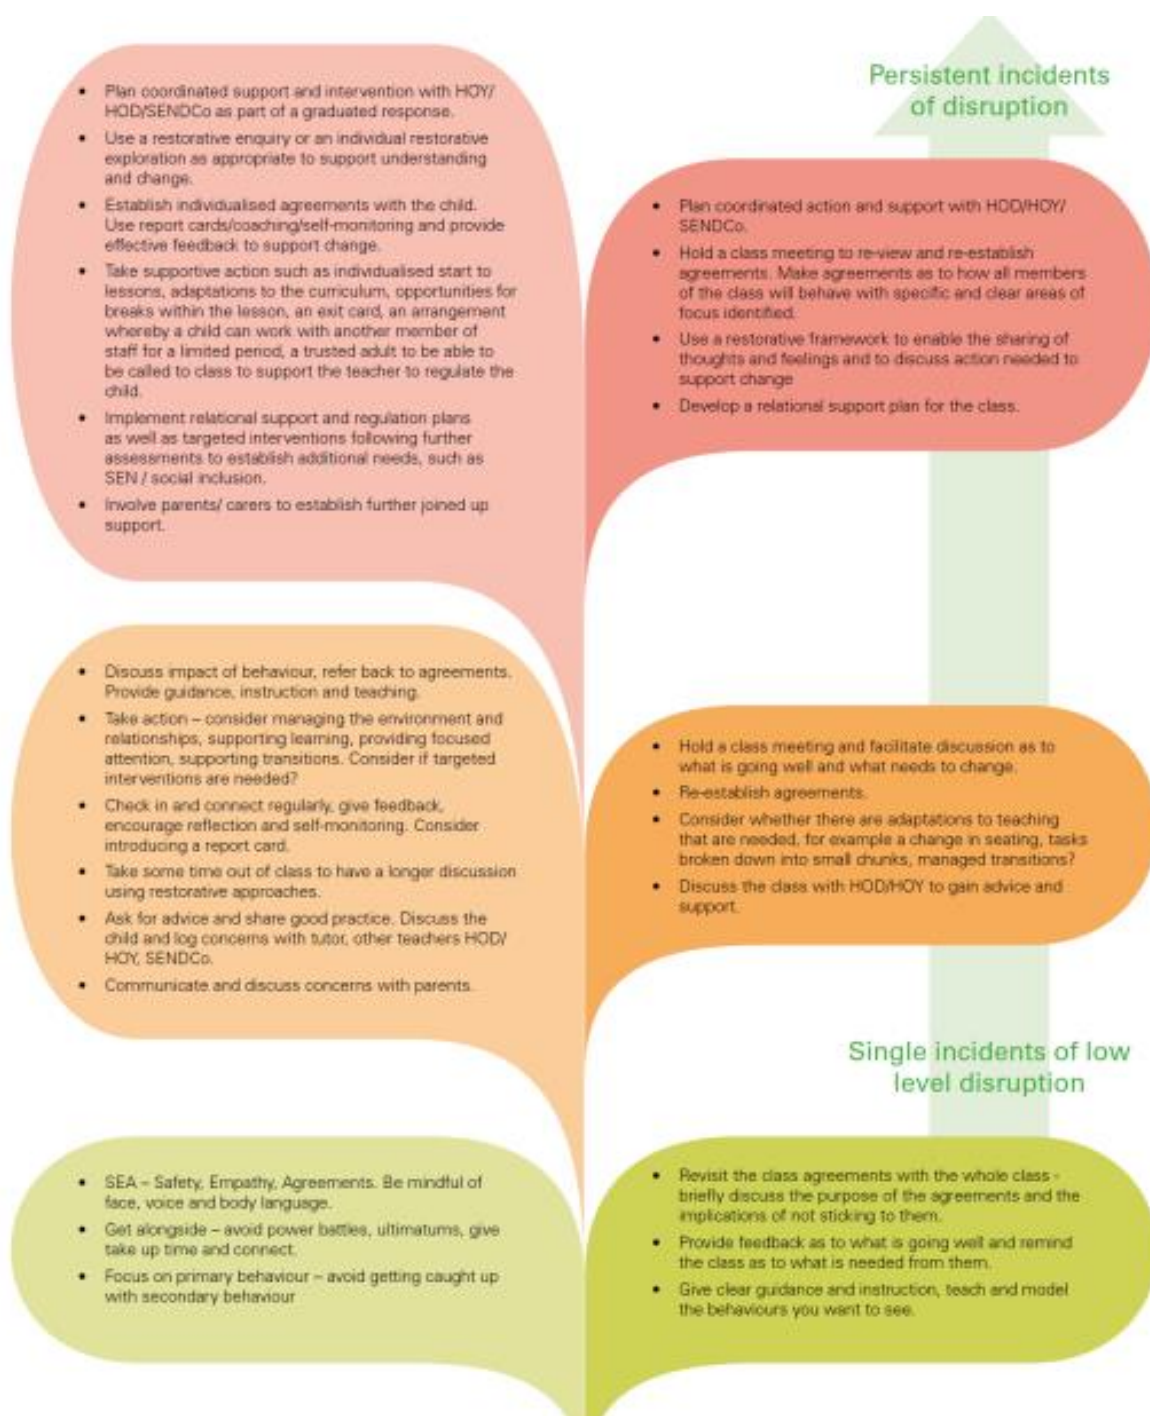 • Plan coordinated support and intervention with HOY/
HOD/SENDCo as part of a graduated response.
• Use a restorative enquiry or an individual restorative
exploration as appropriate to support understanding
and change.
• Establish individualised agreements with the child.
Use report cards/coaching/self-monitoring and provide
effective feedback to support change.
• Take supportive action such as individualised start to
lessons, adaptations to the curriculum, opportunities for
breaks within the lesson, an exit card, an arrangement
whereby a child can work with another member of
staff for a limited period, a trusted adult to be able to
be called to class to support the teacher to regulate the
child.
• Implement relational support and regulation plans
as well as targeted interventions following further
assessments to establish additional needs, such as
SEN / social inclusion.
• Involve parents/ carers to establish further joined up
support.
Persistent incidents
of disruption
• Plan coordinated action and support with HOD/HOY/
SENDCo.
• Hold a class meeting to re-view and re-establish
agreements. Make agreements as to how all members
of the class will behave with specific and clear areas of
focus identified.
• Use a restorative framework to enable the sharing of
thoughts and feelings and to discuss action needed to
support change
• Develop a relational support plan for the class.
• Discuss impact of behaviour, refer back to agreements.
Provide guidance, instruction and teaching.
• Take action – consider managing the environment and
relationships, supporting learning, providing focused
attention, supporting transitions. Consider if targeted
interventions are needed?
• Check in and connect regularly, give feedback,
encourage reflection and self-monitoring. Consider
introducing a report card.
• Take some time out of class to have a longer discussion
using restorative approaches.
• Ask for advice and share good practice. Discuss the
child and log concerns with tutor, other teachers HOD/
HOY, SENDCo.
• Communicate and discuss concerns with parents.
• Hold a class meeting and facilitate discussion as to
what is going well and what needs to change.
• Re-establish agreements.
• Consider whether there are adaptations to teaching
that are needed, for example a change in seating, tasks
broken down into small chunks, managed transitions?
• Discuss the class with HOD/HOY to gain advice and
support.
Single incidents of low
level disruption
• SEA – Safety, Empathy, Agreements. Be mindful of
face, voice and body language.
• Get alongside – avoid power battles, ultimatums, give
take up time and connect.
• Focus on primary behaviour – avoid getting caught up
with secondary behaviour
• Revisit the class agreements with the whole class -
briefly discuss the purpose of the agreements and the
implications of not sticking to them.
• Provide feedback as to what is going well and remind
the class as to what is needed from them.
• Give clear guidance and instruction, teach and model
the behaviours you want to see.